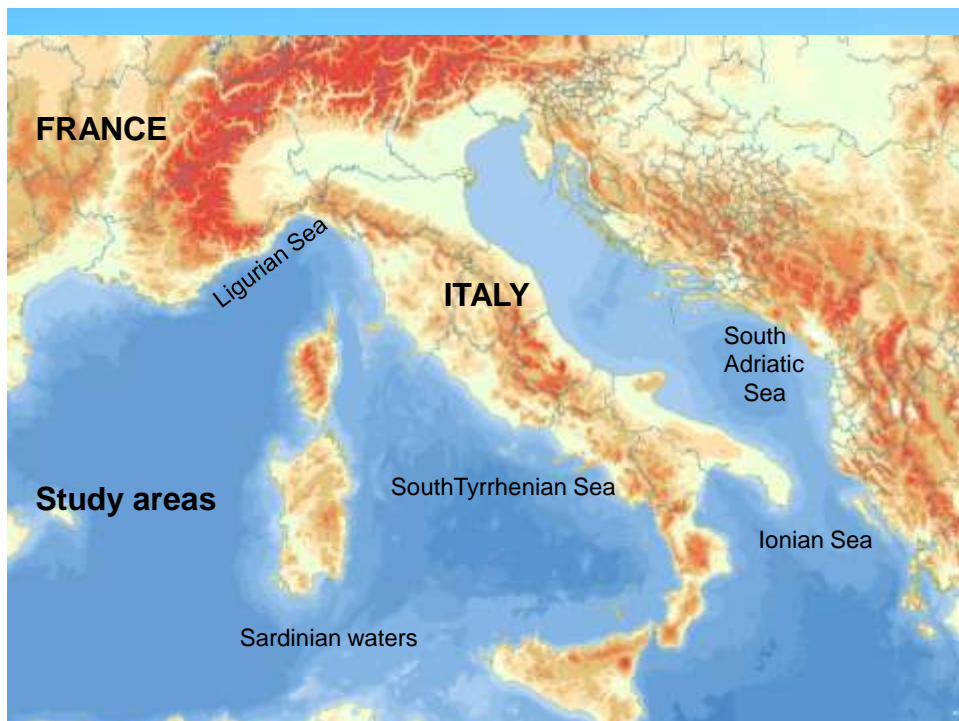 FRANCE
Ligurian Sea
ITALY
South
Adriatic
Sea
Study areas
SouthTyrrhenian Sea
Ionian Sea
Sardinian waters